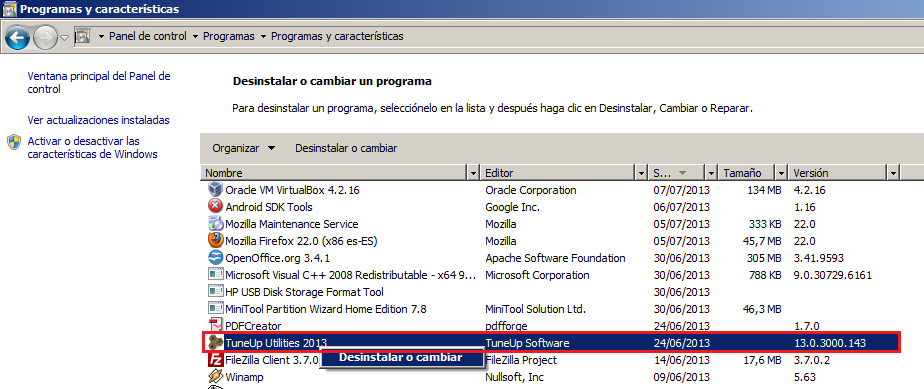 Programas y características
Panel de control Programas Programas y características
Ventana principal del Panel de control
Ver actualizaciones instaladas
Activar o desactivar las características de Windows
Desinstalar o cambiar un programa
Para desinstalar un programa, selecciónelo en la lista y después haga clic en Desinstalar, Cambiar o Reparar.
Organizar Desinstalar o cambiar
Nombre Editor S... Tamaño Versión
Oracle VM VirtualBox 4.2.16 Oracle Corporation 07/07/2013 134 MB 4.2.16
Android SDK Tools Google Inc. 06/07/2013 1.16
Mozilla Maintenance Service Mozilla 05/07/2013 333 KB 22.0
Mozilla Firefox 22.0 (x86 es-ES) Mozilla 05/07/2013 45,7 MB 22.0
OpenOffice.org 3.4.1 Apache Software Foundation 30/06/2013 305 MB 3.41.9593
Microsoft Visual C++ 2008 Redistributable - x64 9... Microsoft Corporation 30/06/2013 788 KB 9.0.30729.6161
HP USB Disk Storage Format Tool 30/06/2013
MiniTool Partition Wizard Home Edition 7.8 MiniTool Solution Ltd. 30/06/2013 46,3 MB
PDFCreator pdfforge 24/06/2013 1.7.0
TuneUp Utilities 2013 TuneUp Software 24/06/2013 13.0.3000.143
Desinstalar o cambiar
FileZilla Client 3.7.0 FileZilla Project 14/06/2013 17,6 MB 3.7.0.2
Winamp Nullsoft, Inc 09/06/2013 5.63